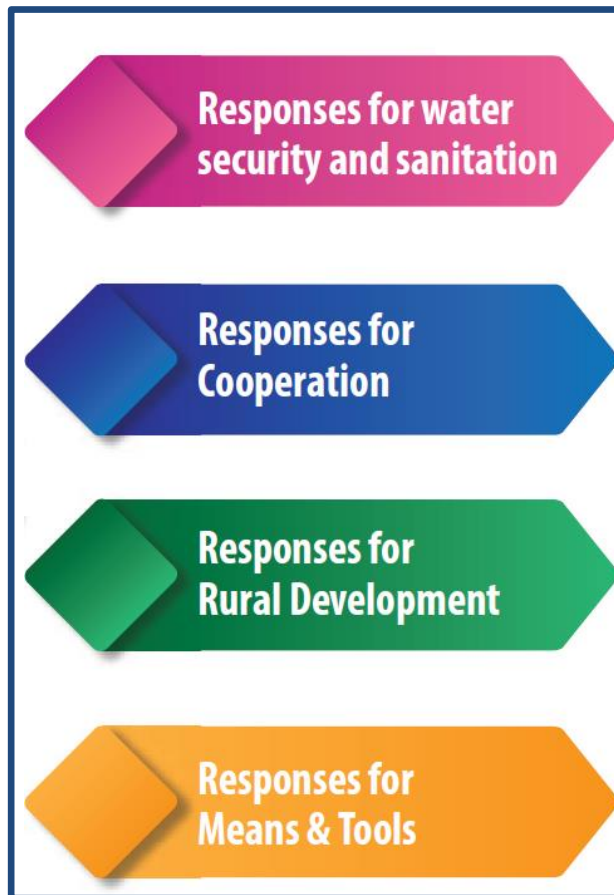 Responses for water
security and sanitation
Responses for
Cooperation
Responses for
Rural Development
Responses for
Means & Tools